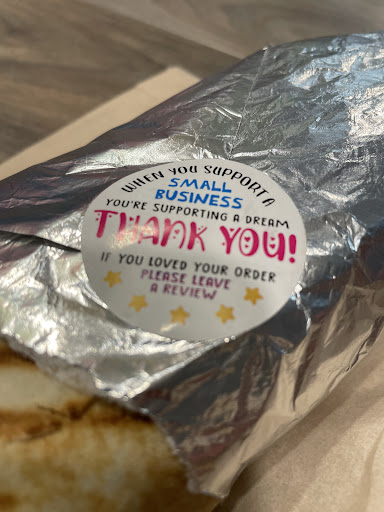 WHEN YOU SUPPORT A
SMALL
BUSINESS
YOU'RE SUPPORTING A DREAM
THANK YOU!
IF YOU LOVED YOUR ORDER
PLEASE LEAVE
A REVIEW